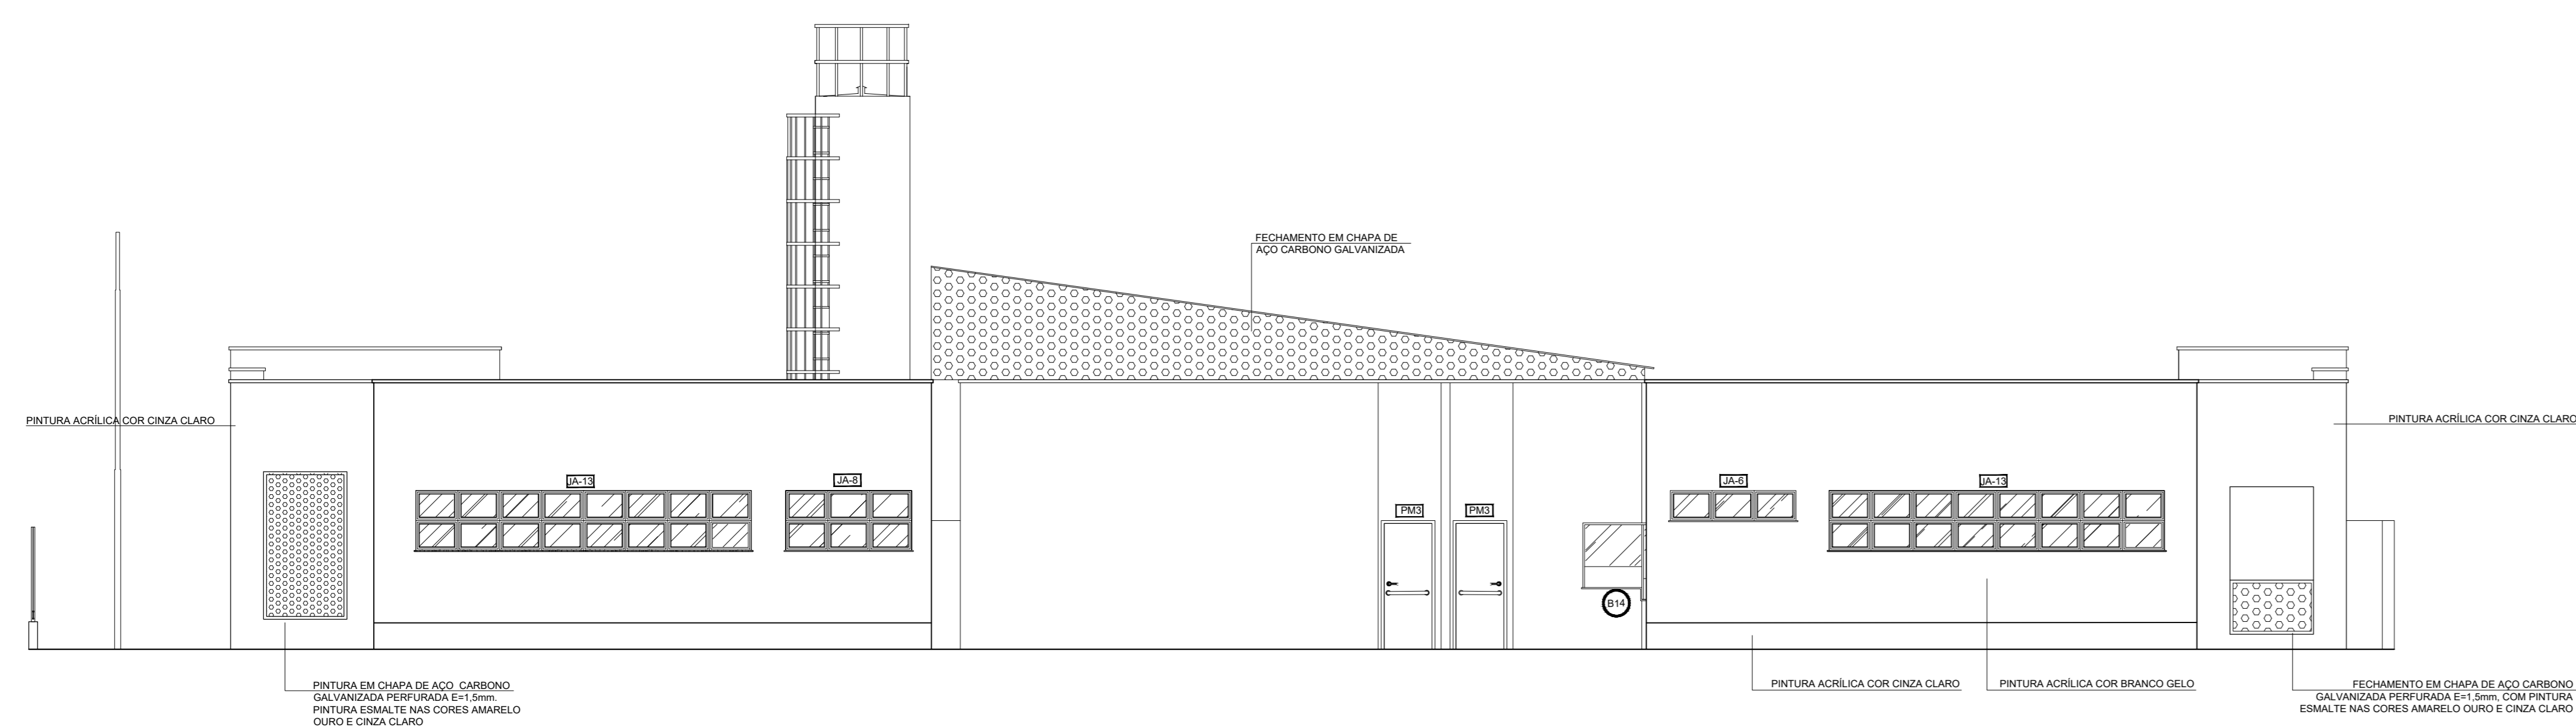 FECHAMENTO EM CHAPA DE
AÇO CARBONO GALVANIZADA
PINTURA ACRÍLICA COR CINZA CLARO
PINTURA ACRÍLICA COR CINZA CLARO
JA-13
JA-8
JA-6
JA-13
PM3
PM3
B14
PINTURA EM CHAPA DE AÇO CARBONO
GALVANIZADA PERFURADA E=1,5mm.
PINTURA ESMALTE NAS CORES AMARELO
OURO E CINZA CLARO
PINTURA ACRÍLICA COR CINZA CLARO
PINTURA ACRÍLICA COR BRANCO GELO
FECHAMENTO EM CHAPA DE AÇO CARBONO
GALVANIZADA PERFURADA E=1,5mm, COM PINTURA
ESMALTE NAS CORES AMARELO OURO E CINZA CLARO